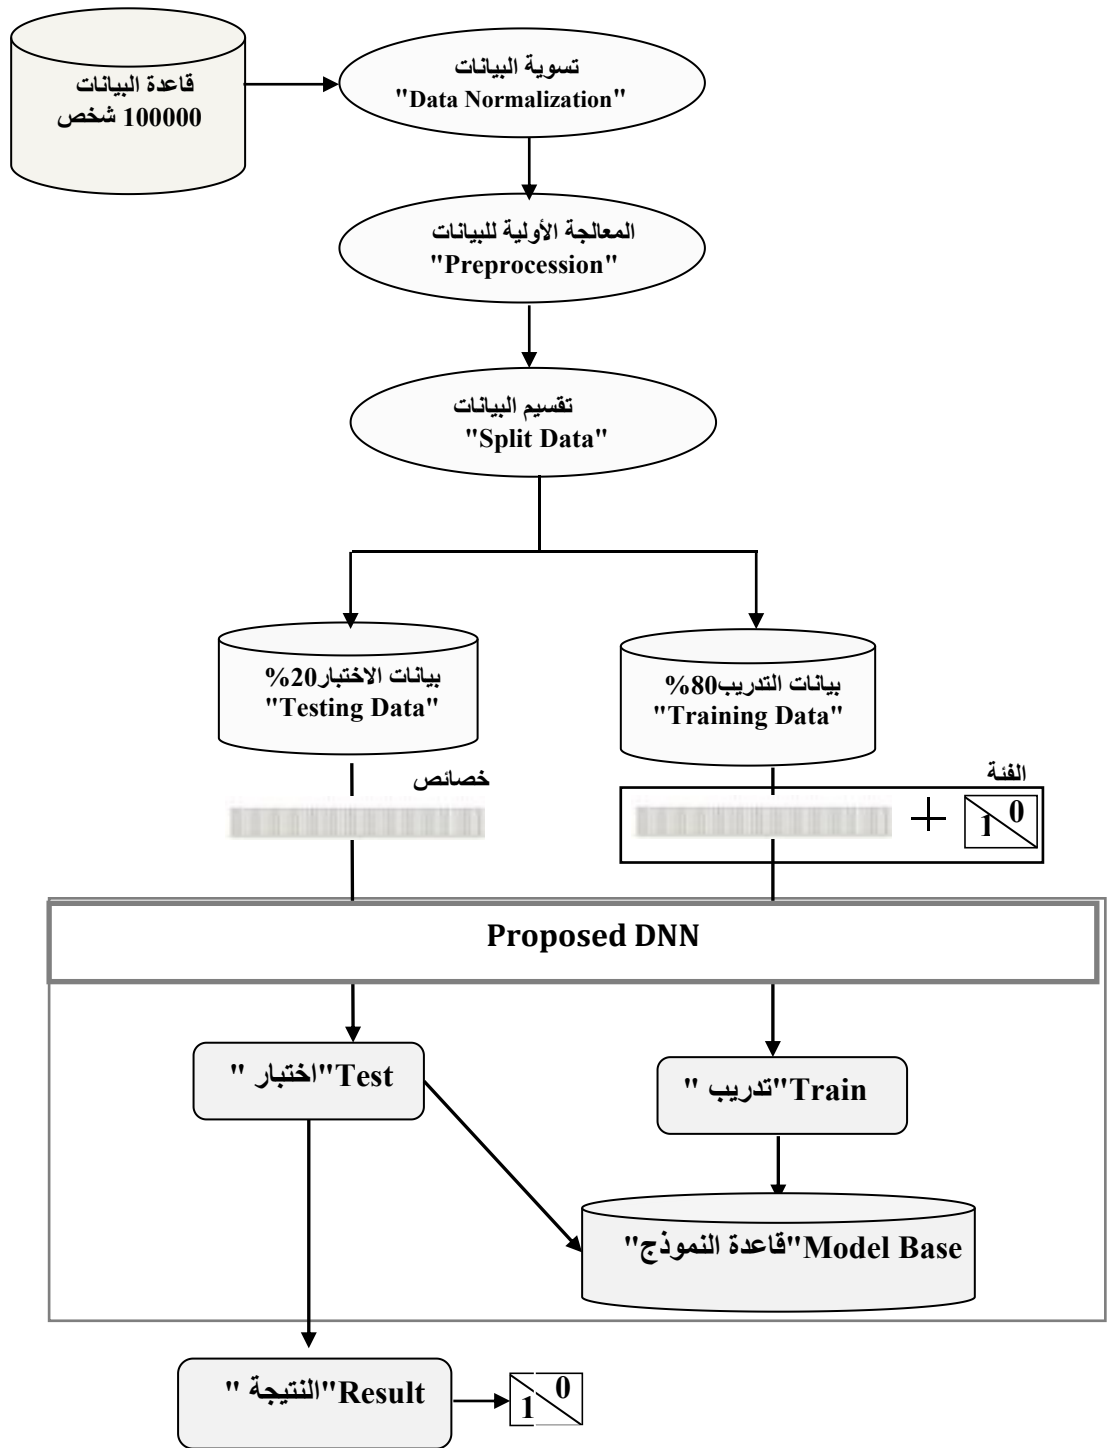 قاعدة البيانات
100000 شخص
تسوية البيانات
"Data Normalization"
المعالجة الأولية للبيانات
"Preprocession"
تقسيم البيانات
"Split Data"
بيانات الاختبار20%
"Testing Data"
بيانات التدريب80%
"Training Data"
خصائص
الفئة
1 0
Proposed DNN
" اختبار"Test
" تدريب"Train
"قاعدة النموذج"Model Base
" النتيجة"Result
1 0